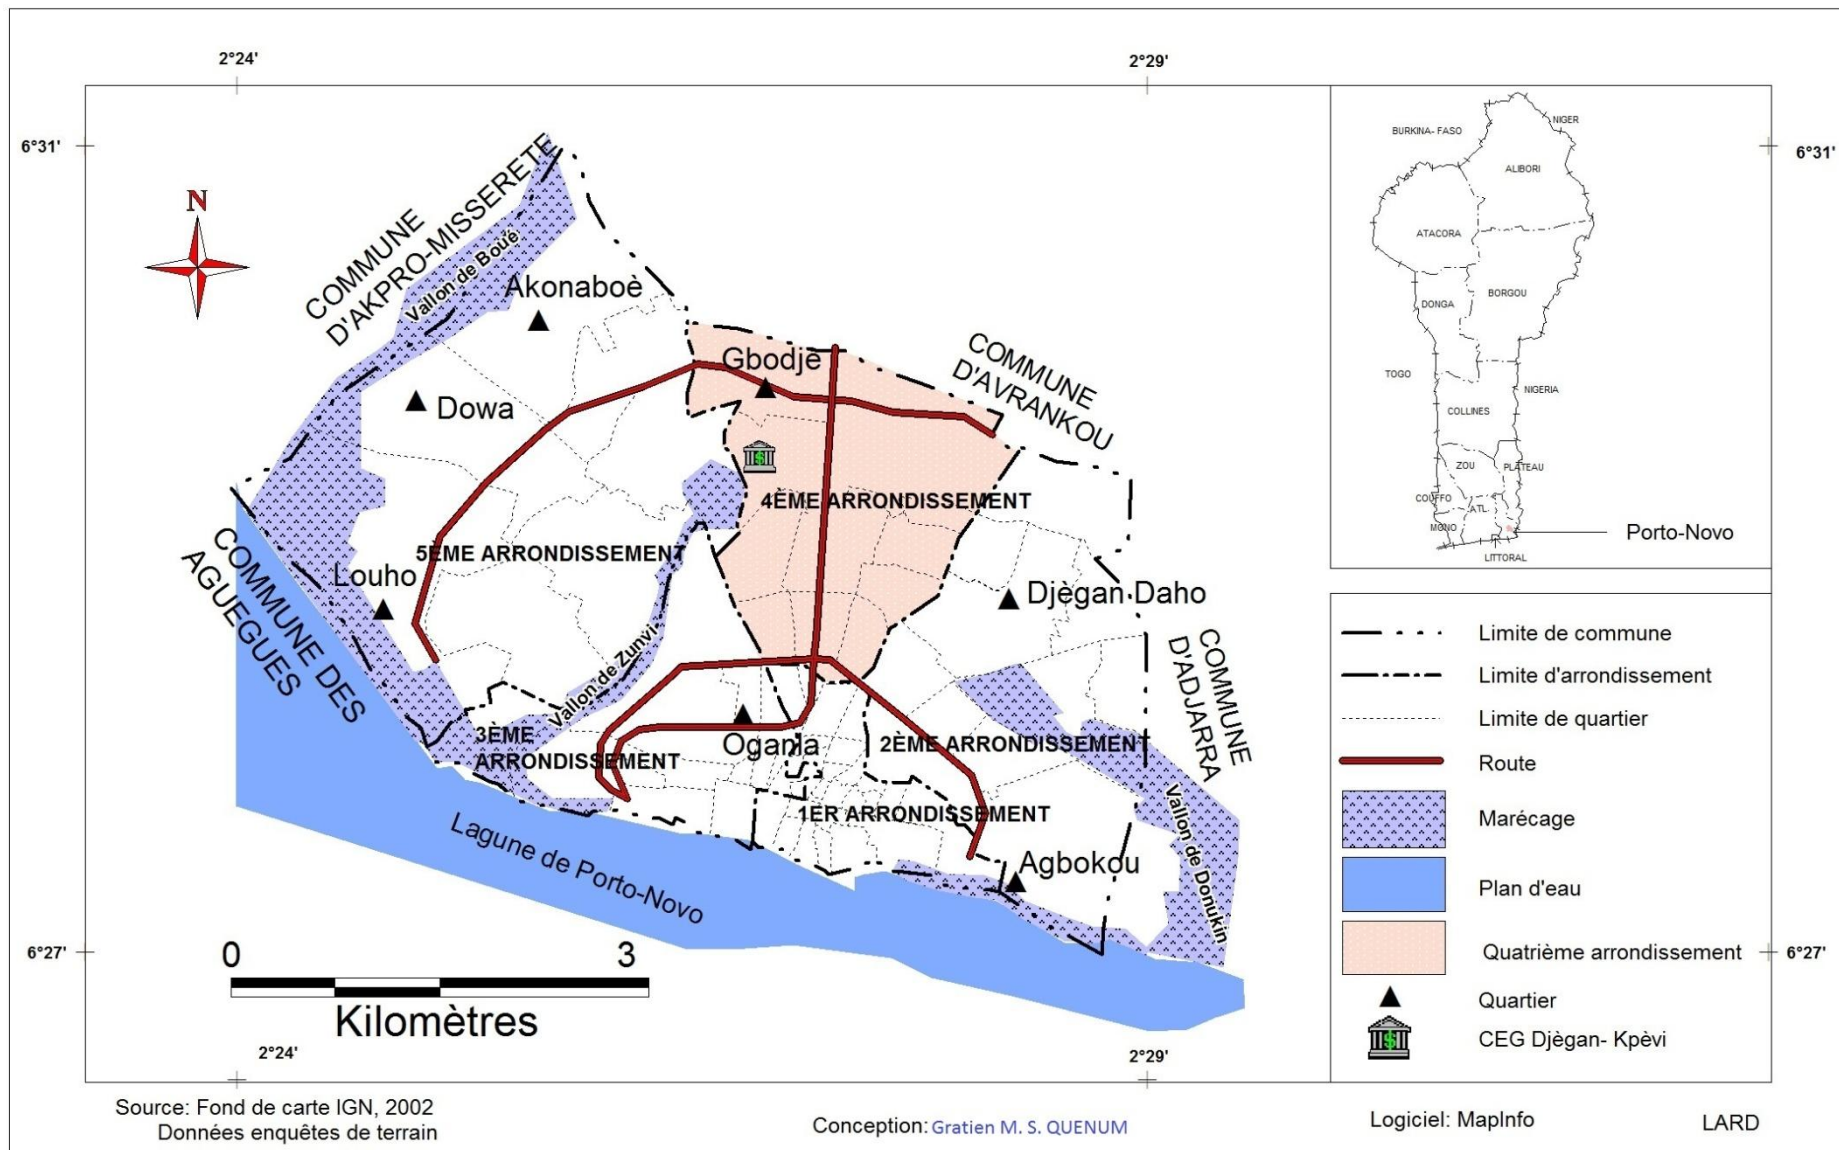 2°24'
2°29'
6°31'
6°31'
N
COMMUNE
D'AKPRO-MISSERETE
Vallon de Boué
Akonaboè
Dowa
Gbodjè
COMMUNE
D'AVRANKOU
4ÈME ARRONDISSEMENT
5ÈME ARRONDISSEMENT
Louho
COMMUNE DES
AGUEGUES
Djègan Daho
Vallon de Zunvi
COMMUNE
D'ADJARRA
3ÈME
ARRONDISSEMENT
Ogania
2ÈME ARRONDISSEMENT
1ER ARRONDISSEMENT
Vallon de Donukin
Lagune de Porto-Novo
Agbokou
6°27'
6°27'
0
3
Kilomètres
2°24'
2°29'
BURKINA- FASO
NIGER
ALIBORI
ATACORA
BORGOU
DONGA
TOGO
NIGERIA
COLLINES
ZOU
PLATEAU
COUFFO
ATL
MONO
LITTORAL
Porto-Novo
Limite de commune
Limite d'arrondissement
Limite de quartier
Route
Marécage
Plan d'eau
Quatrième arrondissement
Quartier
CEG Djègan- Kpèvi
Source: Fond de carte IGN, 2002
Données enquêtes de terrain
Conception: Gratien M. S. QUENUM
Logiciel: MapInfo
LARD